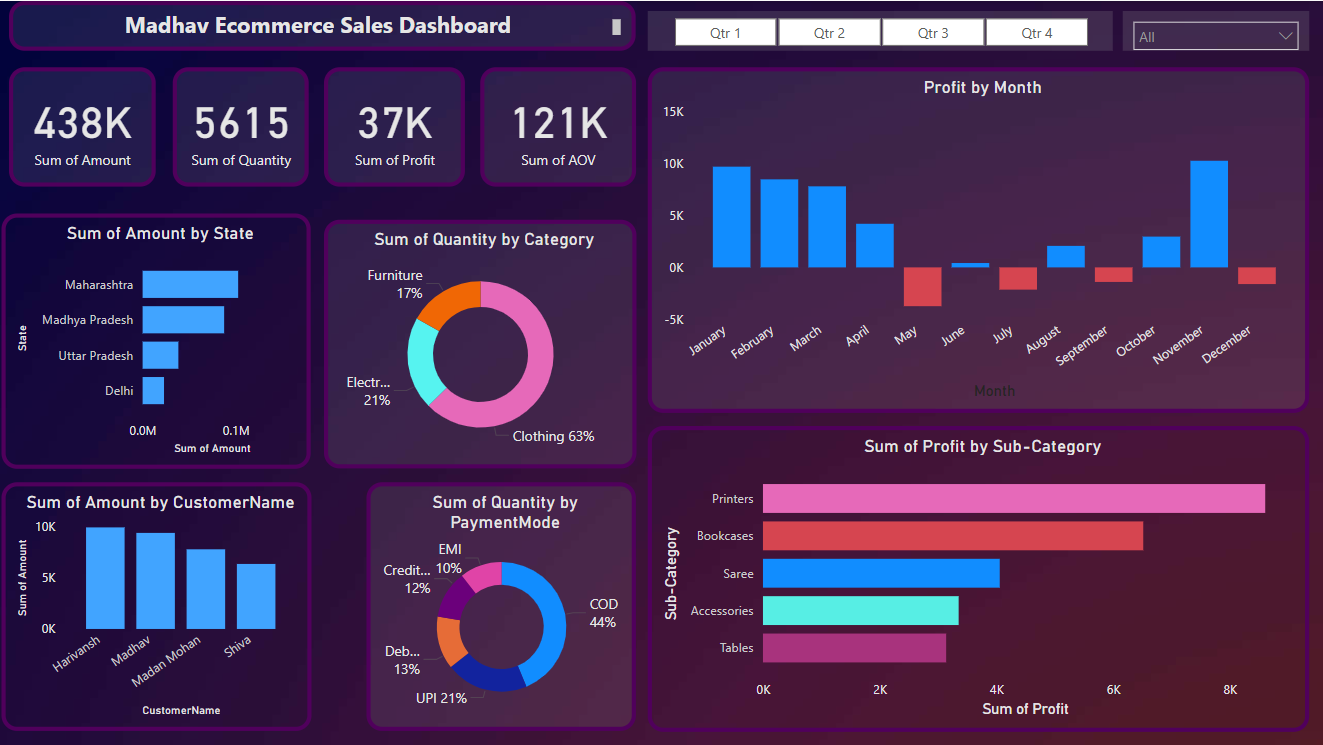 Madhav Ecommerce Sales Dashboard
Qtr 1
Qtr 2
Qtr 3
Qtr 4
All
438K
Sum of Amount
5615
Sum of Quantity
37K
Sum of Profit
121K
Sum of AOV
Profit by Month
15K
10K
5K
0K
-5K
January
February
March
April
May
June
July
August
September
October
November
December
Month
Sum of Amount by State
State
Maharashtra
Madhya Pradesh
Uttar Pradesh
Delhi
0.0M
0.1M
Sum of Amount
Sum of Quantity by Category
Furniture
17%
Electr...
21%
Clothing 63%
Sum of Amount by CustomerName
Sum of Amount
10K
5K
0K
Harivansh
Madhav
Madan Mohan
Shiva
CustomerName
Sum of Quantity by
PaymentMode
EMI
10%
Credit...
12%
Deb...
13%
UPI 21%
COD
44%
Sum of Profit by Sub-Category
Sub-Category
Printers
Bookcases
Saree
Accessories
Tables
0K
2K
4K
6K
8K
Sum of Profit